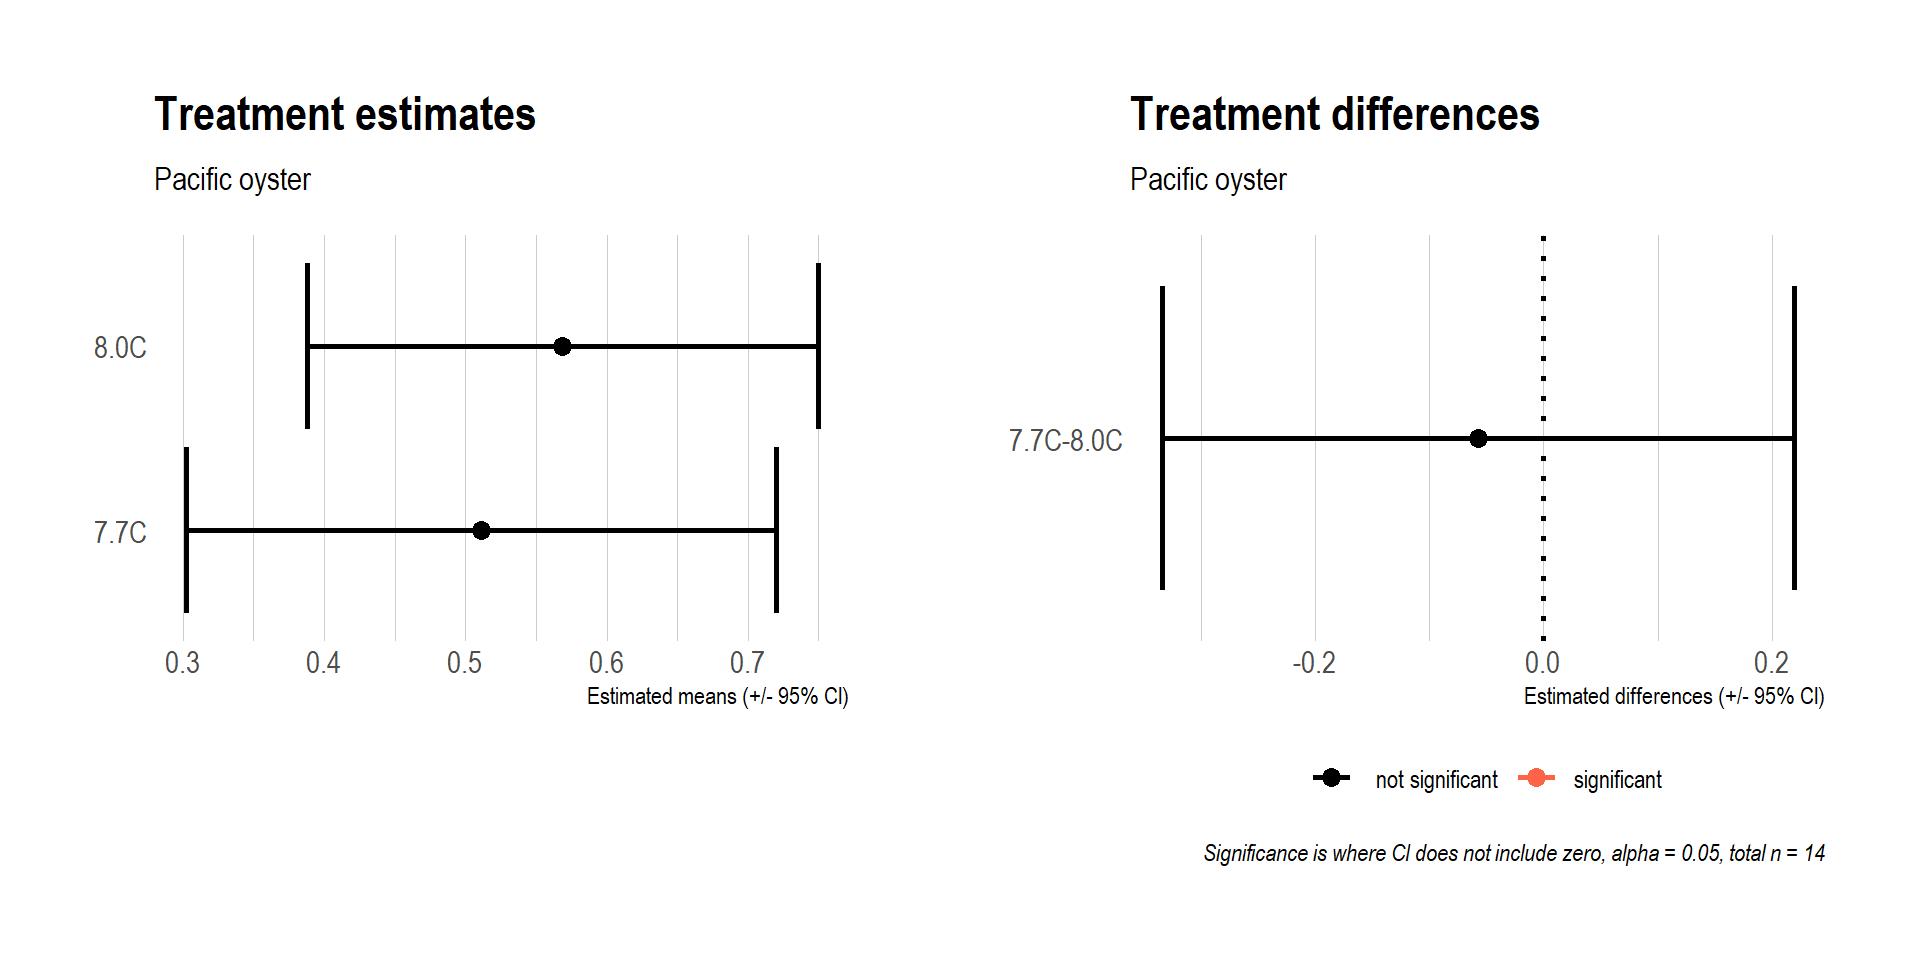 Treatment estimates
Pacific oyster
8.0C
7.7C
0.3 0.4 0.5 0.6 0.7
Estimated means (+/- 95% CI)
Treatment differences
Pacific oyster
7.7C-8.0C
-0.2 0.0 0.2
Estimated differences (+/- 95% CI)
not significant significant
Significance is where CI does not include zero, alpha = 0.05, total n = 14